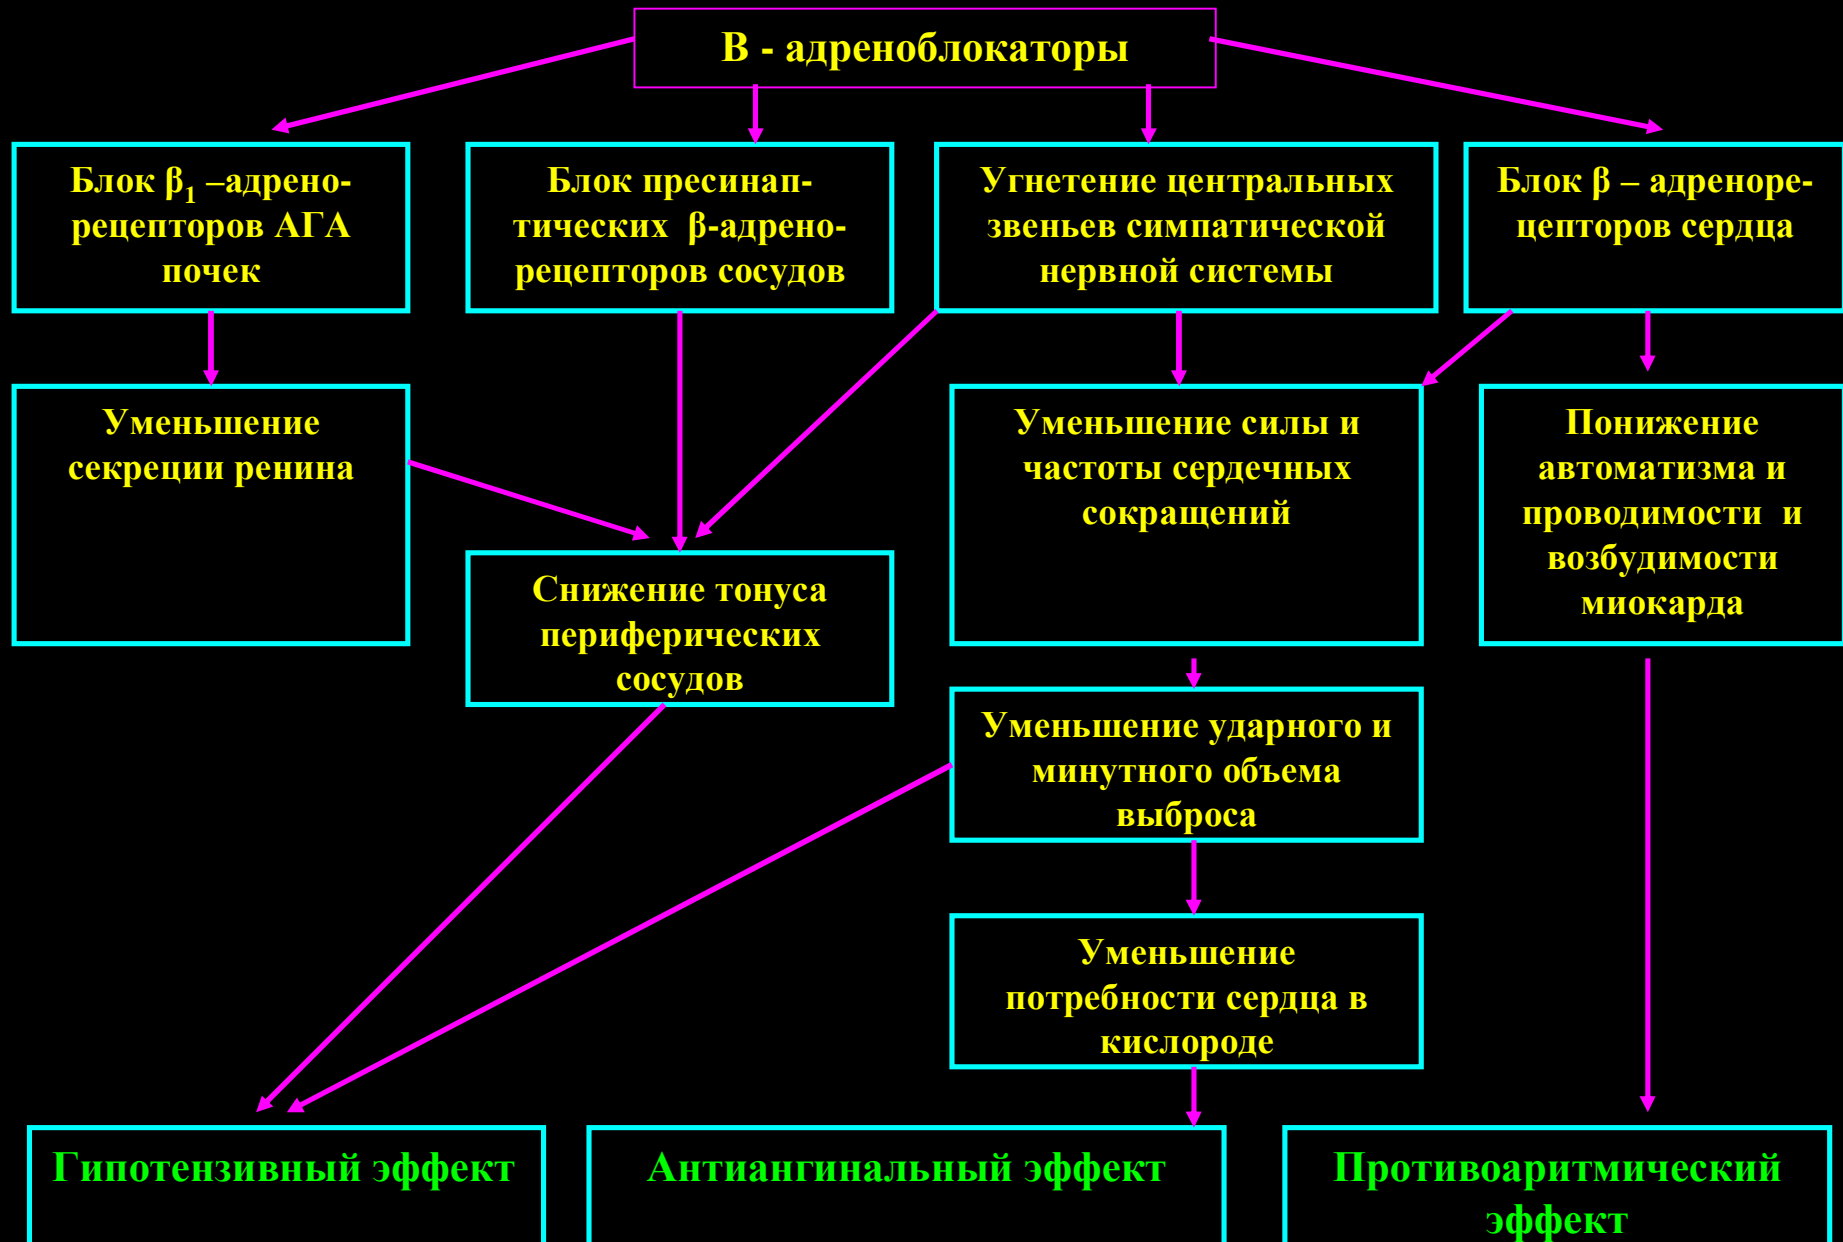 В - адреноблокаторы
Блок β₁ –адрено-
рецепторов АГА
почек
Блок пресинап-
тических β-адрено-
рецепторов сосудов
Угнетение центральных
звеньев симпатической
нервной системы
Блок β – адреноре-
цепторов сердца
Уменьшение
секреции ренина
Снижение тонуса
периферических
сосудов
Уменьшение силы и
частоты сердечных
сокращений
Понижение
автоматизма и
проводимости и
возбудимости
миокарда
Уменьшение ударного и
минутного объема
выброса
Уменьшение
потребности сердца в
кислороде
Гипотензивный эффект
Антиангинальный эффект
Противоаритмический
эффект